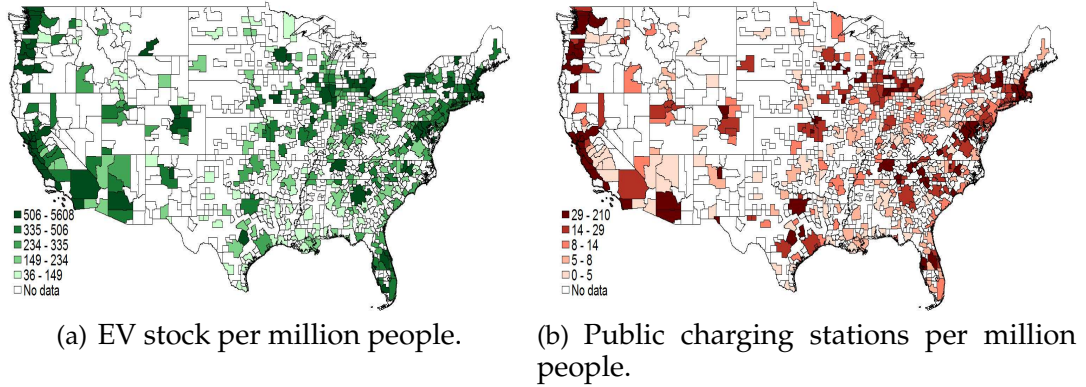 506 - 5608
335 - 506
234 - 335
149 - 234
36 - 149
No data
29 - 210
14 - 29
8 - 14
5 - 8
0 - 5
No data
(a) EV stock per million people.
(b) Public charging stations per million
people.